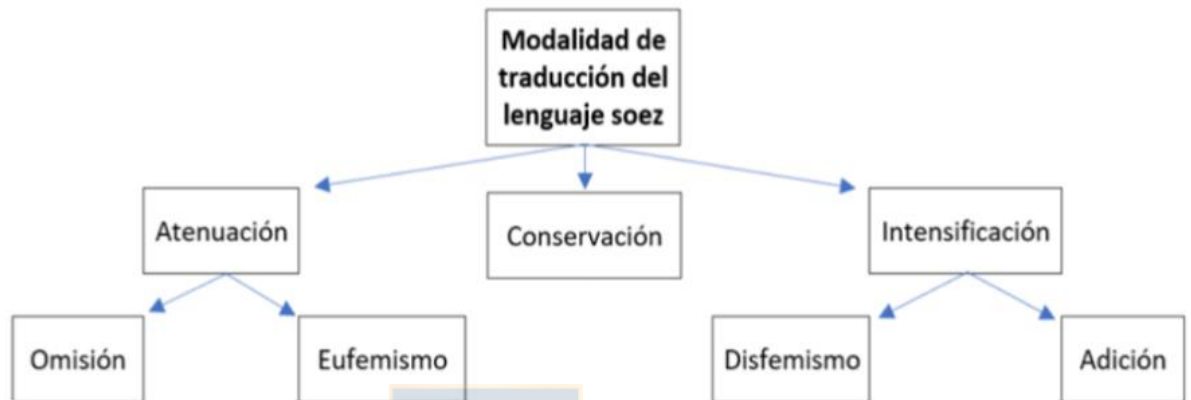 Modalidad de
traducción del
lenguaje soez
Atenuación
Conservación
Intensificación
Omisión
Eufemismo
Disfemismo
Adición